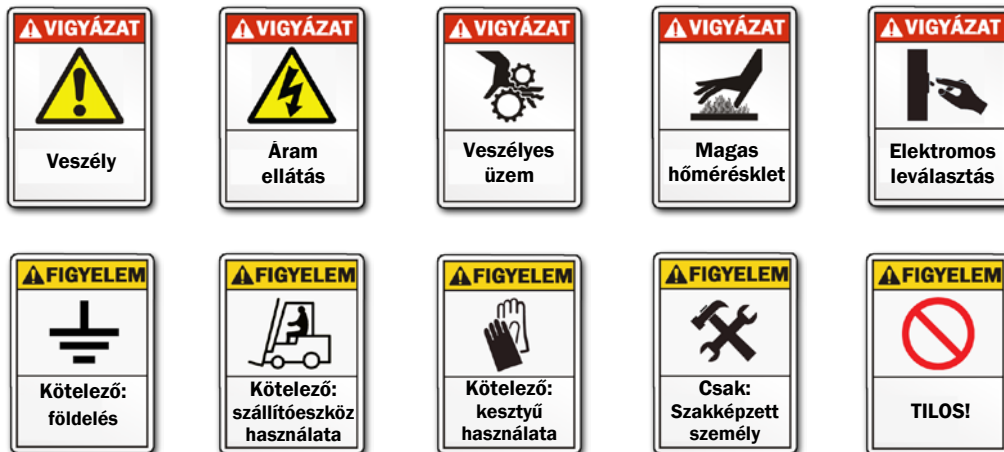 VIGYÁZAT
Veszély
VIGYÁZAT
Áram
ellátás
VIGYÁZAT
Veszélyes
üzem
VIGYÁZAT
Magas
hőmérésklet
VIGYÁZAT
Elektromos
leválasztás
FIGYELEM
Kötelező:
földelés
FIGYELEM
Kötelező:
szállítóeszköz
használata
FIGYELEM
Kötelező:
kesztyű
használata
FIGYELEM
Csak:
Szakképzett
személy
FIGYELEM
TILOS!